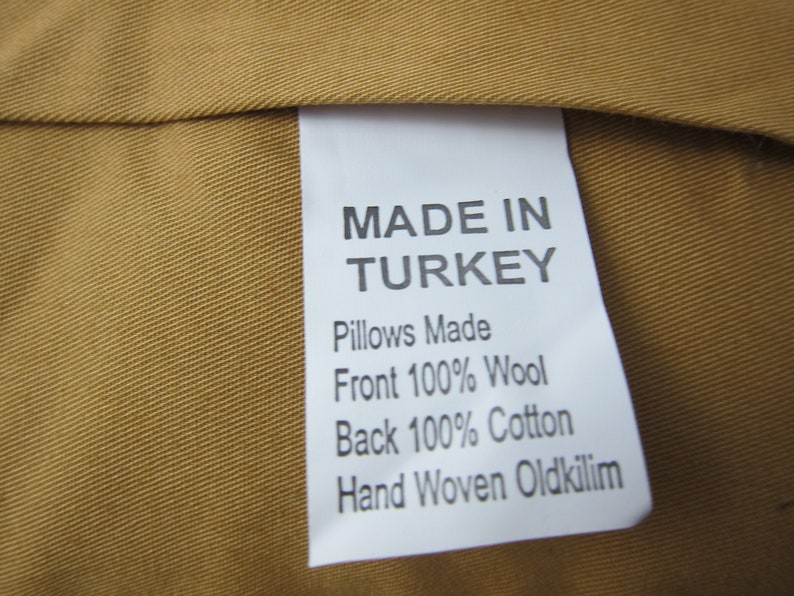 MADE IN
TURKEY
Pillows Made
Front 100% Wool
Back 100% Cotton
Hand Woven Oldkilim